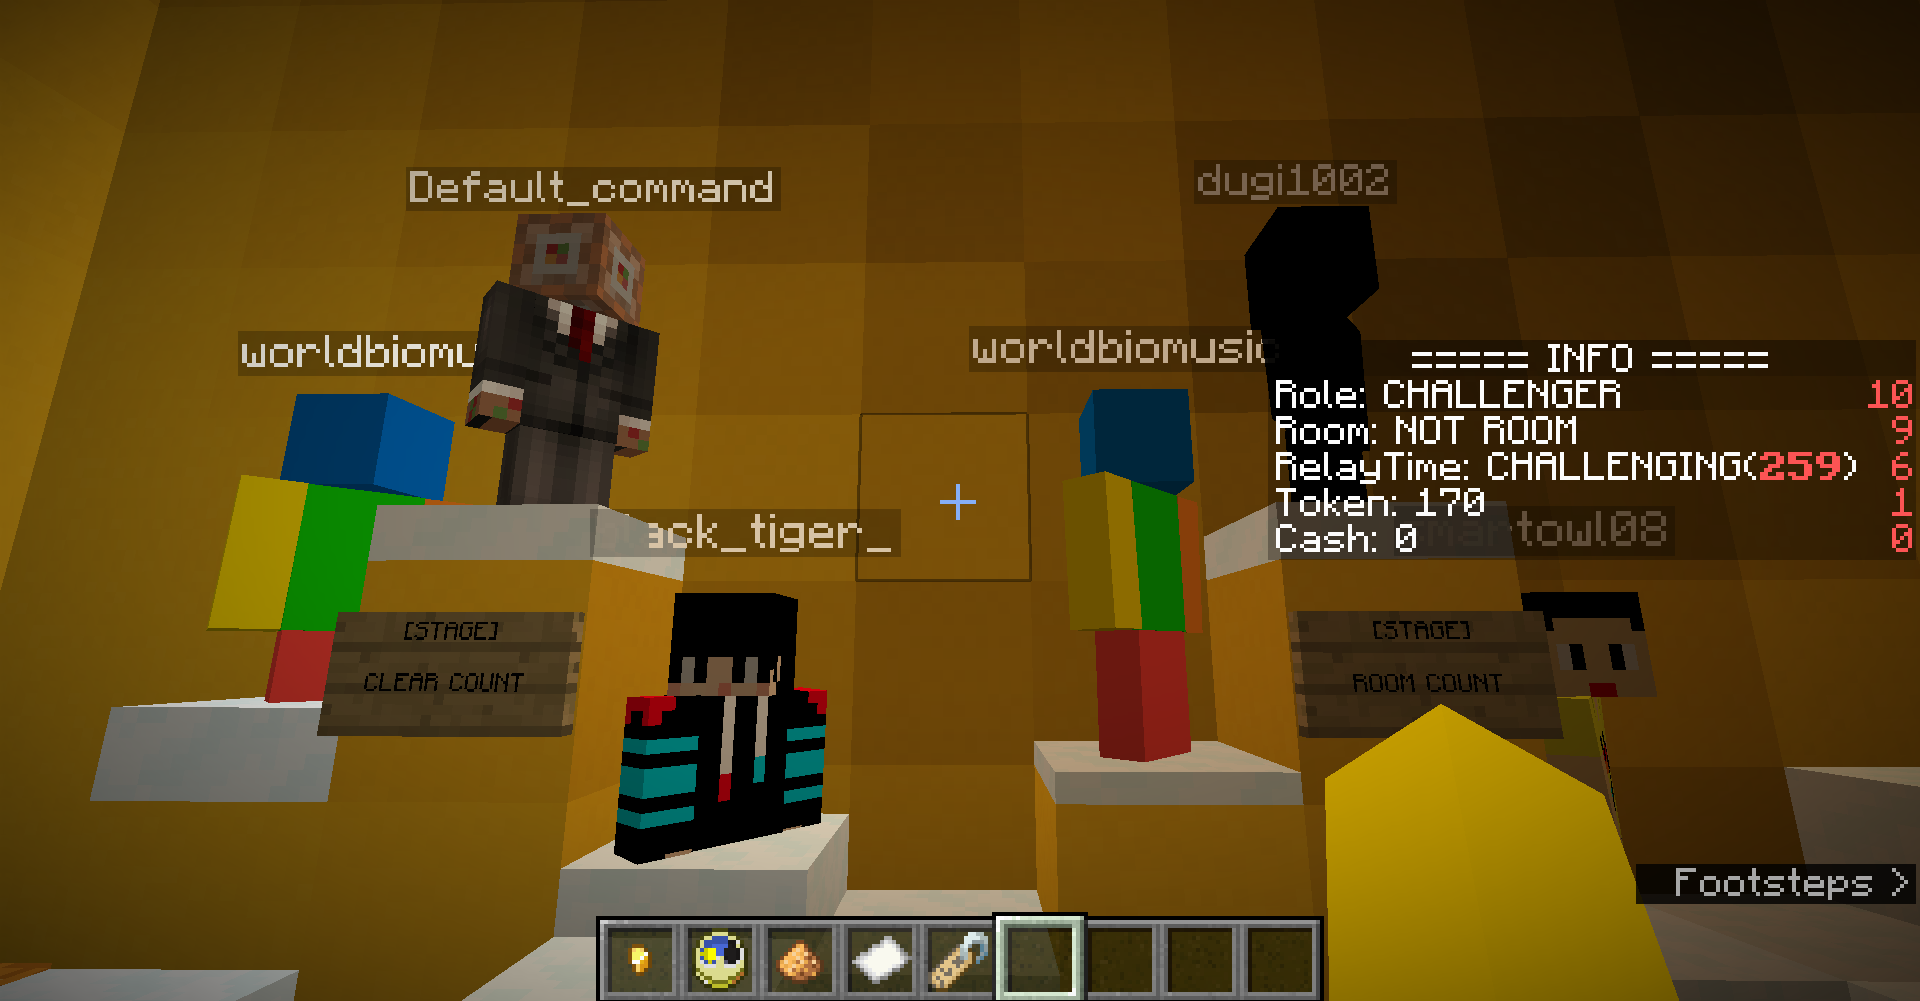 Default_command
dugi1002
worldbiomu
worldbiomusic
===== INFO =====
Role: CHALLENGER 10
Room: NOT ROOM 9
RelayTime: CHALLENGING(259) 6
Token: 170 1
Cash: 0 0
ack_tiger_
martowl08
[STAGE]
CLEAR COUNT
[STAGE]
ROOM COUNT
Footsteps >